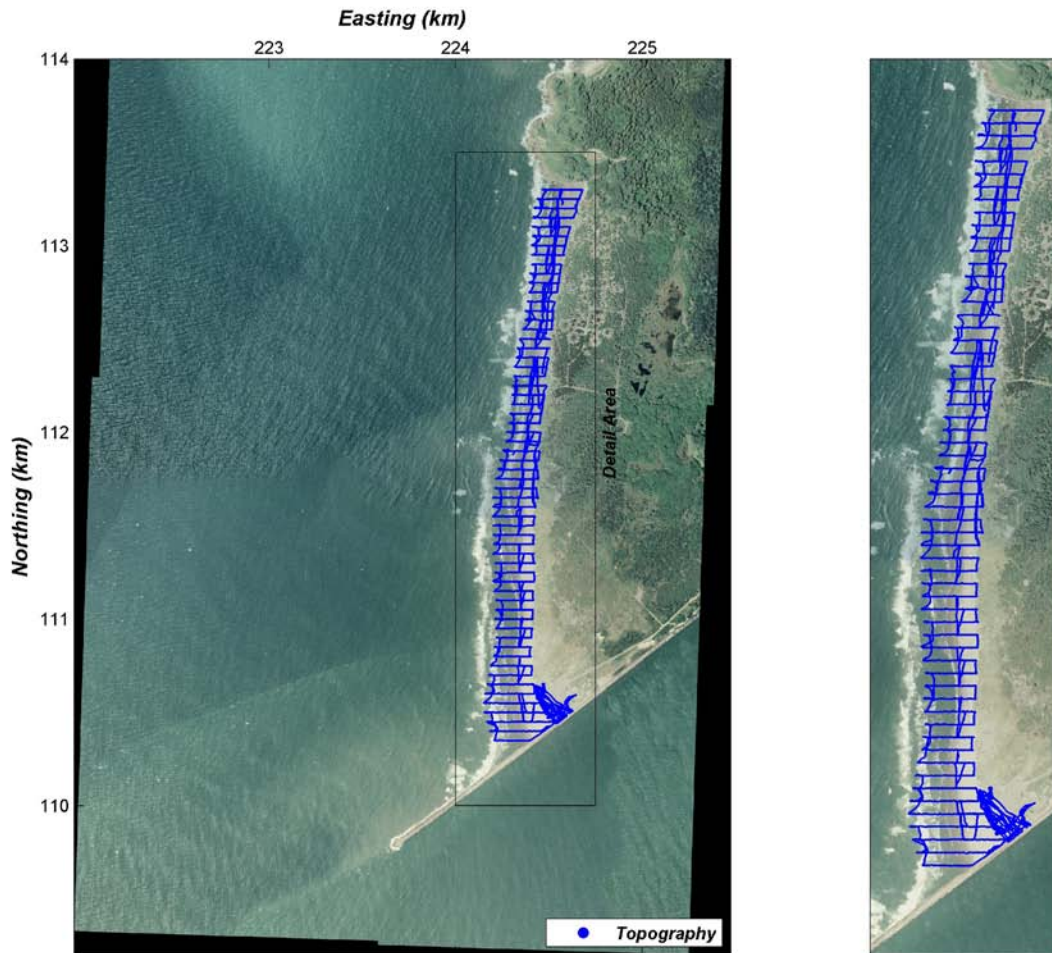 Easting (km)
223 224 225
114
113
112
111
110
Northing (km)
Detail Area
Topography